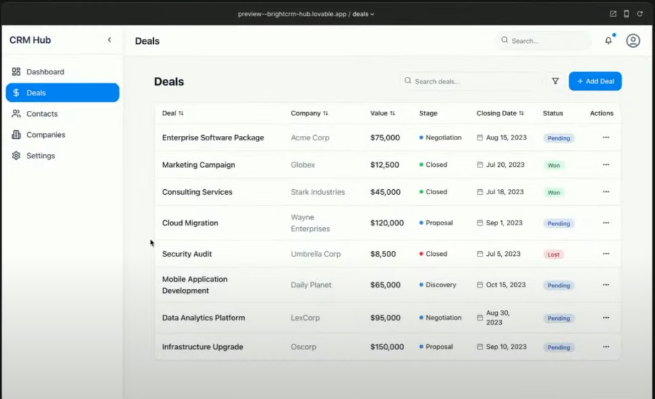 preview--brightcrm-hub.lovable.app / deals
CRM Hub
Deals
Search...
Dashboard
Deals
Contacts
Companies
Settings
Deals
Search deals...
+ Add Deal
Deal Company Value Stage Closing Date Status Actions
Enterprise Software Package Acme Corp $75,000 Negotiation Aug 15, 2023 Pending
Marketing Campaign Globex $12,500 Closed Jul 20, 2023 Won
Consulting Services Stark Industries $45,000 Closed Jul 18, 2023 Won
Cloud Migration Wayne Enterprises $120,000 Proposal Sep 1, 2023 Pending
Security Audit Umbrella Corp $8,500 Closed Jul 5, 2023 Lost
Mobile Application Development Daily Planet $65,000 Discovery Oct 15, 2023 Pending
Data Analytics Platform LexCorp $95,000 Negotiation Aug 30, 2023 Pending
Infrastructure Upgrade Oscorp $150,000 Proposal Sep 10, 2023 Pending